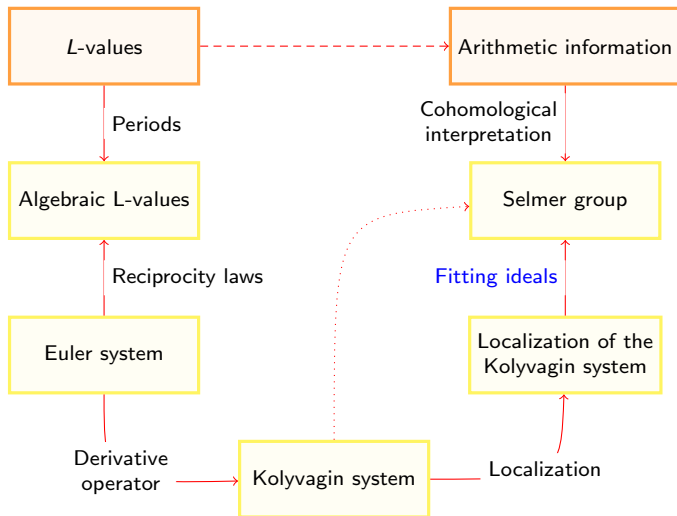 L-values
Arithmetic information
Periods
Cohomological
interpretation
Algebraic L-values
Selmer group
Reciprocity laws
Fitting ideals
Euler system
Localization of the
Kolyvagin system
Derivative
operator
Kolyvagin system
Localization